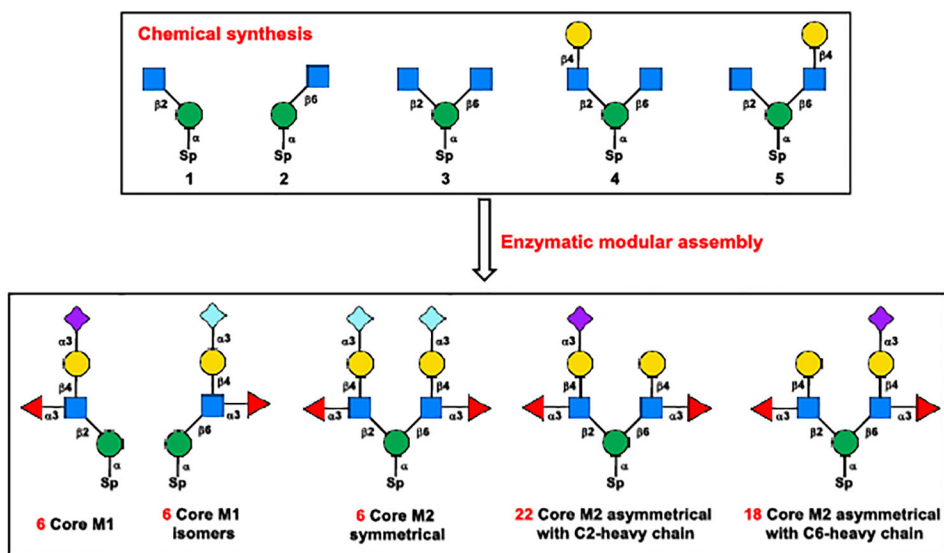 Chemical synthesis
β4 β4
β2 β6 β2 β6 β2 β6 β2 β6
α α α α α
Sp Sp Sp Sp Sp
1 2 3 4 5
Enzymatic modular assembly
α3 α3 α3 α3 α3 α3
β4 β4 β4 β4 β4 β4 β4 β4
α3 α3 α3 α3 α3 α3 α3 α3
β2 β6 β2 β6 β2 β6 β2 β6
α α α α α
Sp Sp Sp Sp Sp
6 Core M1
6 Core M1
isomers
6 Core M2
symmetrical
22 Core M2 asymmetrical
with C2-heavy chain
18 Core M2 asymmetrical
with C6-heavy chain